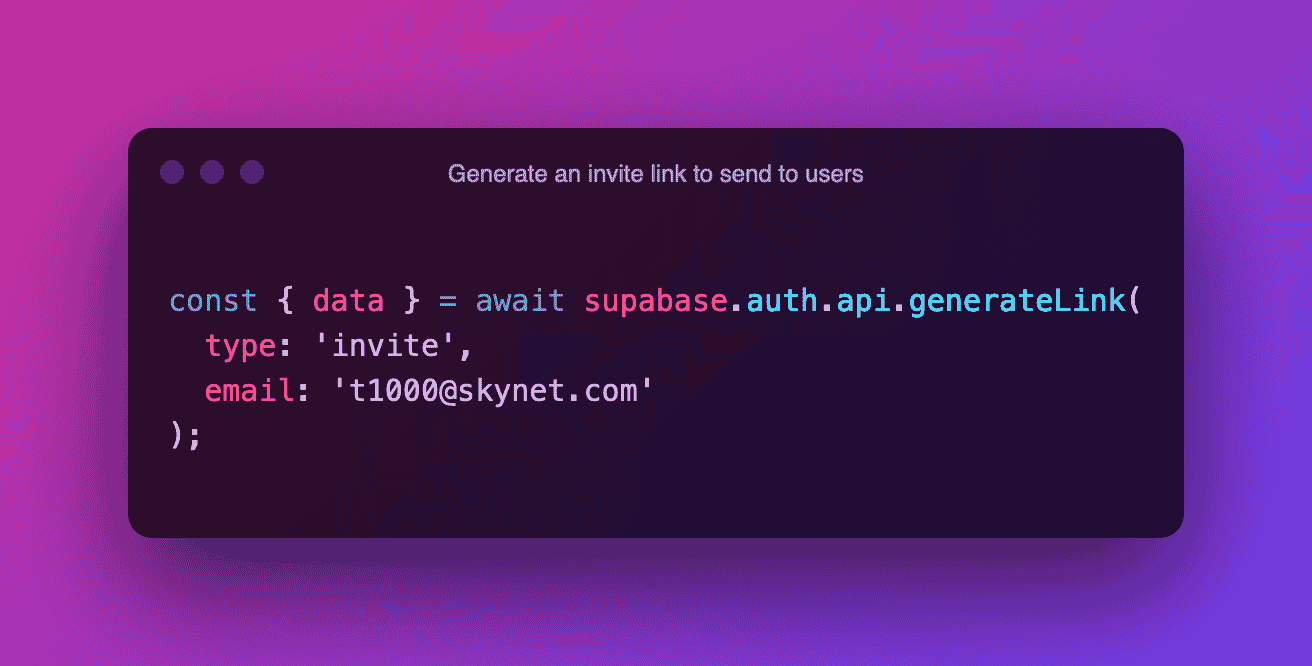 Generate an invite link to send to users
const { data } = await supabase.auth.api.generateLink(
  type: 'invite',
  email: 't1000@skynet.com'
);